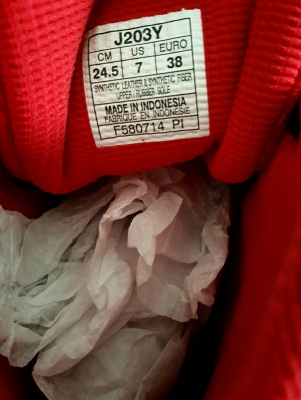 J203Y
CM US EURO
24.5 7 38
SYNTHETIC LEATHER & SYNTHETIC FIBER
UPPER / RUBBER SOLE
MADE IN INDONESIA
FABRIQUE EN INDONESIE
F580714 P1